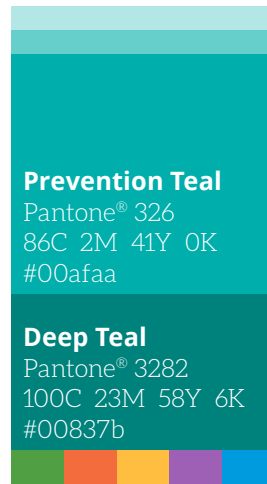 Prevention Teal
Pantone® 326
86C 2M 41Y 0K
#00afaa
Deep Teal
Pantone® 3282
100C 23M 58Y 6K
#00837b